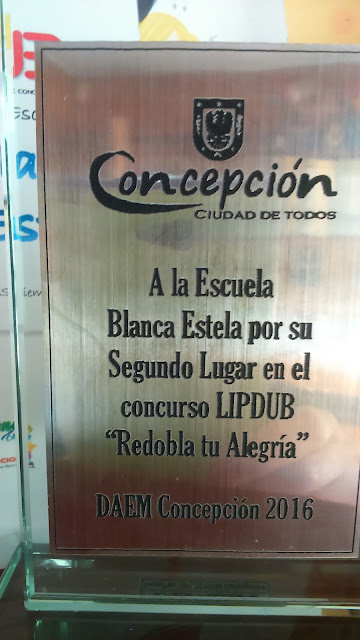 Concepción
CIUDAD DE TODOS
A la Escuela
Blanca Estela por su
Segundo Lugar en el
concurso LIPDUB
“Redobla tu Alegría”
DAEM Concepción 2016